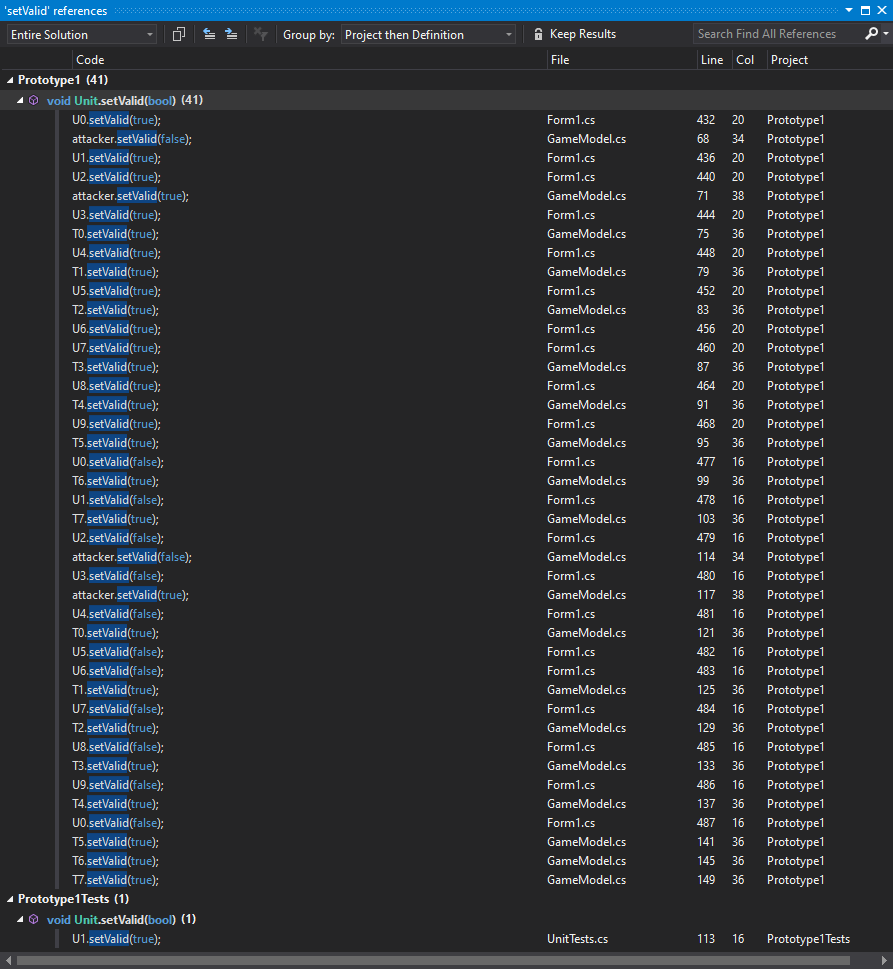 'setValid' references
Entire Solution Group by: Project then Definition Keep Results Search Find All References
Code File Line Col Project
Prototype1 (41)
void Unit.setValid(bool) (41)
U0.setValid(true); Form1.cs 432 20 Prototype1
attacker.setValid(false); GameModel.cs 68 34 Prototype1
U1.setValid(true); Form1.cs 436 20 Prototype1
U2.setValid(true); Form1.cs 440 20 Prototype1
attacker.setValid(true); GameModel.cs 71 38 Prototype1
U3.setValid(true); Form1.cs 444 20 Prototype1
T0.setValid(true); GameModel.cs 75 36 Prototype1
U4.setValid(true); Form1.cs 448 20 Prototype1
T1.setValid(true); GameModel.cs 79 36 Prototype1
U5.setValid(true); Form1.cs 452 20 Prototype1
T2.setValid(true); GameModel.cs 83 36 Prototype1
U6.setValid(true); Form1.cs 456 20 Prototype1
U7.setValid(true); Form1.cs 460 20 Prototype1
T3.setValid(true); GameModel.cs 87 36 Prototype1
U8.setValid(true); Form1.cs 464 20 Prototype1
T4.setValid(true); GameModel.cs 91 36 Prototype1
U9.setValid(true); Form1.cs 468 20 Prototype1
T5.setValid(true); GameModel.cs 95 36 Prototype1
U0.setValid(false); Form1.cs 477 16 Prototype1
T6.setValid(true); GameModel.cs 99 36 Prototype1
U1.setValid(false); Form1.cs 478 16 Prototype1
T7.setValid(true); GameModel.cs 103 36 Prototype1
U2.setValid(false); Form1.cs 479 16 Prototype1
attacker.setValid(false); GameModel.cs 114 34 Prototype1
U3.setValid(false); Form1.cs 480 16 Prototype1
attacker.setValid(true); GameModel.cs 117 38 Prototype1
U4.setValid(false); Form1.cs 481 16 Prototype1
T0.setValid(true); GameModel.cs 121 36 Prototype1
U5.setValid(false); Form1.cs 482 16 Prototype1
U6.setValid(false); Form1.cs 483 16 Prototype1
T1.setValid(true); GameModel.cs 125 36 Prototype1
U7.setValid(false); Form1.cs 484 16 Prototype1
T2.setValid(true); GameModel.cs 129 36 Prototype1
U8.setValid(false); Form1.cs 485 16 Prototype1
T3.setValid(true); GameModel.cs 133 36 Prototype1
U9.setValid(false); Form1.cs 486 16 Prototype1
T4.setValid(true); GameModel.cs 137 36 Prototype1
U0.setValid(false); Form1.cs 487 16 Prototype1
T5.setValid(true); GameModel.cs 141 36 Prototype1
T6.setValid(true); GameModel.cs 145 36 Prototype1
T7.setValid(true); GameModel.cs 149 36 Prototype1
Prototype1Tests (1)
void Unit.setValid(bool) (1)
U1.setValid(true); UnitTests.cs 113 16 Prototype1Tests